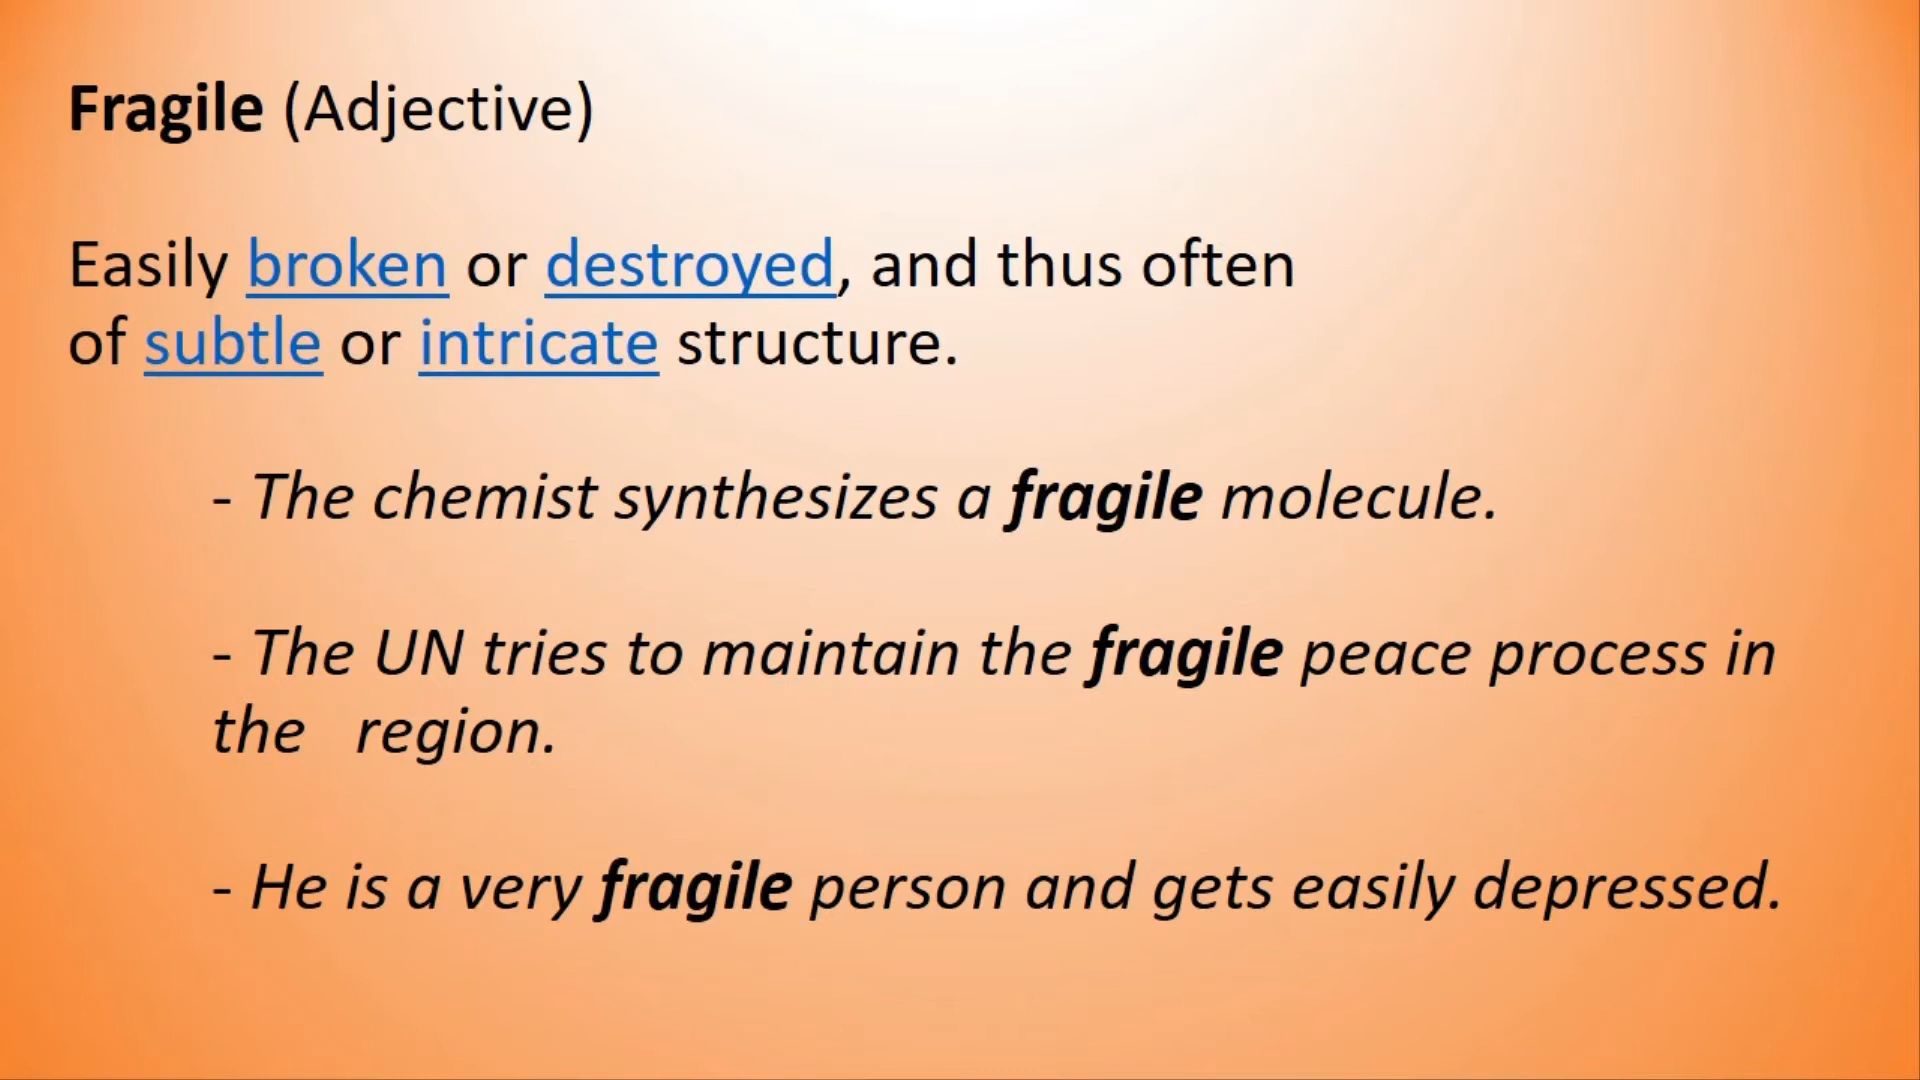 Fragile (Adjective)
Easily broken or destroyed, and thus often
of subtle or intricate structure.
- The chemist synthesizes a fragile molecule.
- The UN tries to maintain the fragile peace process in
the   region.
- He is a very fragile person and gets easily depressed.